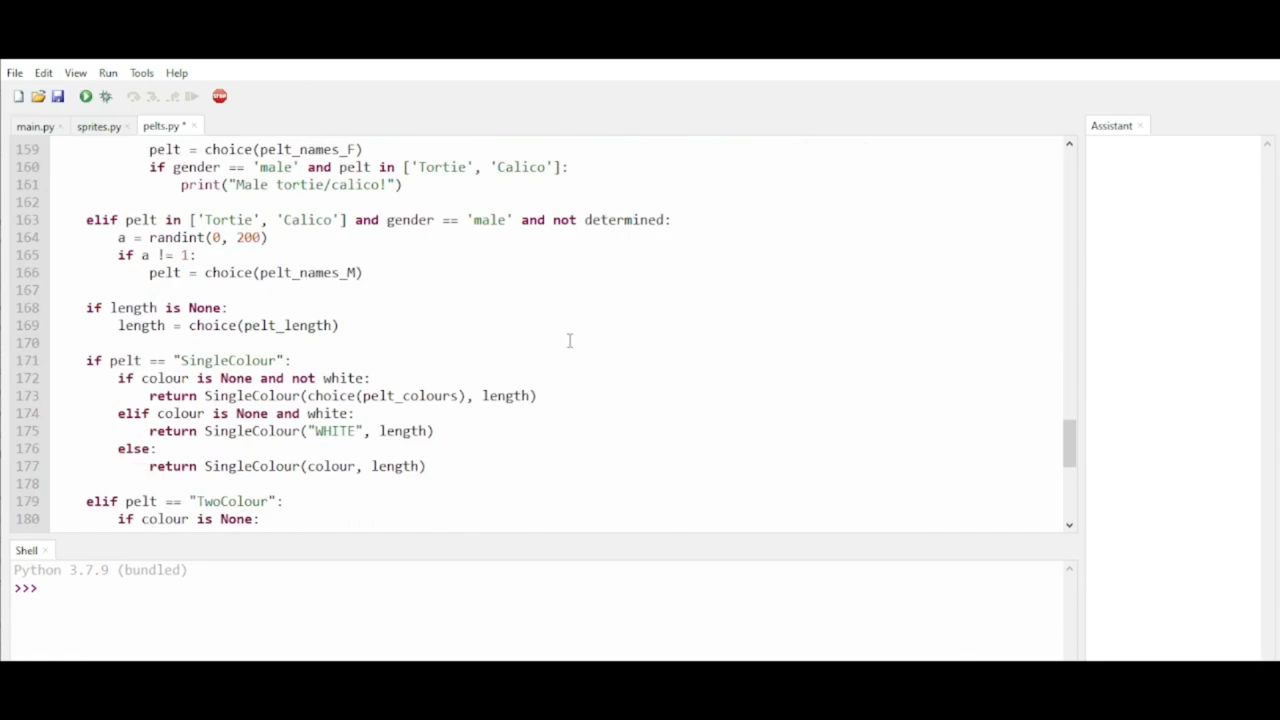 File Edit View Run Tools Help
main.py × sprites.py × pelts.py * × Assistant ×
159 pelt = choice(pelt_names_F)
160 if gender == 'male' and pelt in ['Tortie', 'Calico']:
161 print("Male tortie/calico!")
162
163 elif pelt in ['Tortie', 'Calico'] and gender == 'male' and not determined:
164 a = randint(0, 200)
165 if a != 1:
166 pelt = choice(pelt_names_M)
167
168 if length is None:
169 length = choice(pelt_length)
170
171 if pelt == "SingleColour":
172 if colour is None and not white:
173 return SingleColour(choice(pelt_colours), length)
174 elif colour is None and white:
175 return SingleColour("WHITE", length)
176 else:
177 return SingleColour(colour, length)
178
179 elif pelt == "TwoColour":
180 if colour is None:
Shell ×
Python 3.7.9 (bundled)
>>>